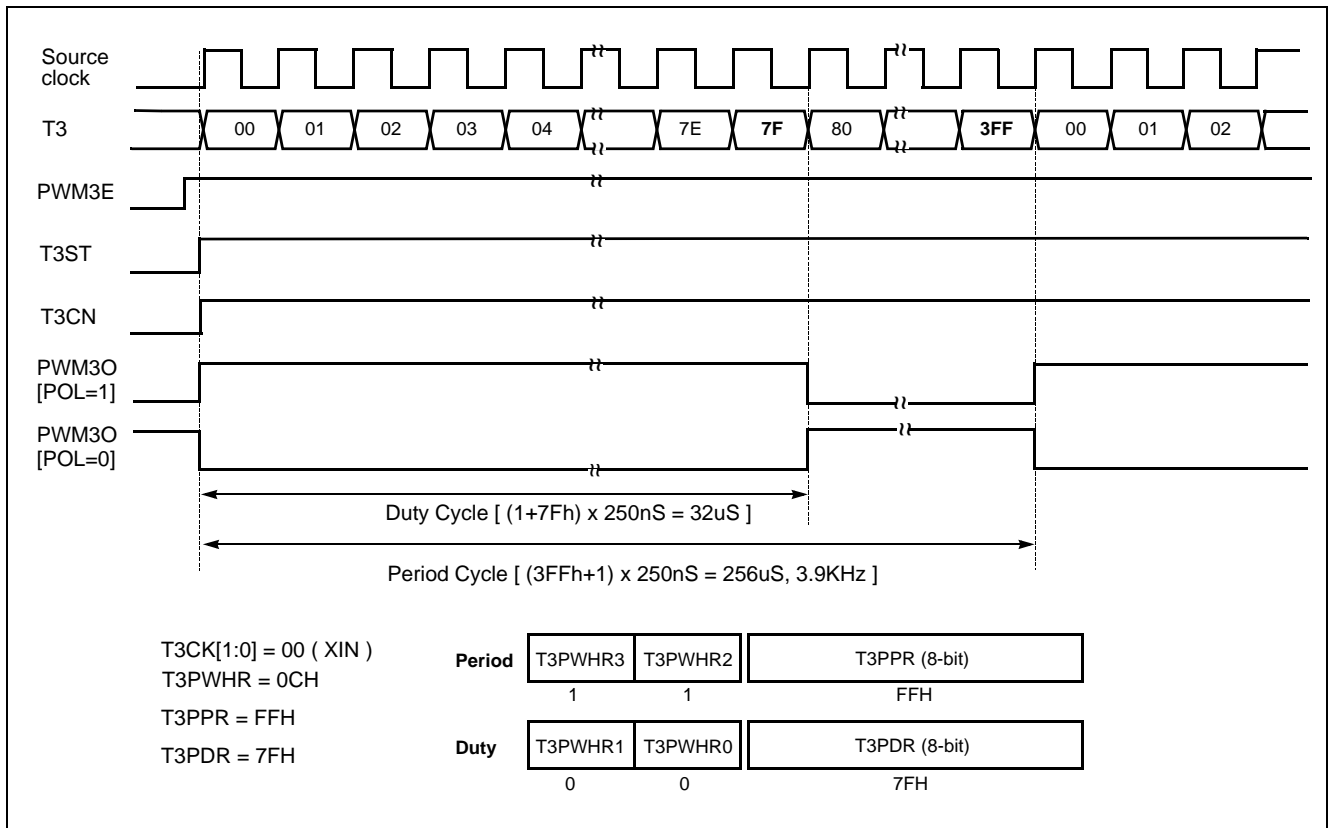 Source
clock
T3
00 01 02 03 04 7E 7F 80 3FF 00 01 02
PWM3E
T3ST
T3CN
PWM3O
[POL=1]
PWM3O
[POL=0]
Duty Cycle [ (1+7Fh) x 250nS = 32uS ]
Period Cycle [ (3FFh+1) x 250nS = 256uS, 3.9KHz ]
T3CK[1:0] = 00 ( XIN )
T3PWHR = 0CH
T3PPR = FFH
T3PDR = 7FH
Period T3PWHR3 T3PWHR2 T3PPR (8-bit)
1 1 FFH
Duty T3PWHR1 T3PWHR0 T3PDR (8-bit)
0 0 7FH